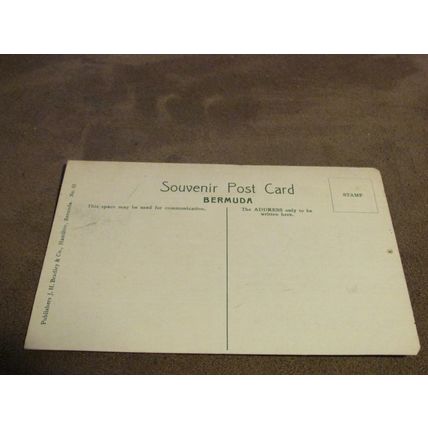 Souvenir Post Card
BERMUDA
STAMP
This space may be used for communication.
The ADDRESS only to be
written here.
Publishers J. H. Bradley & Co., Hamilton, Bermuda. No.